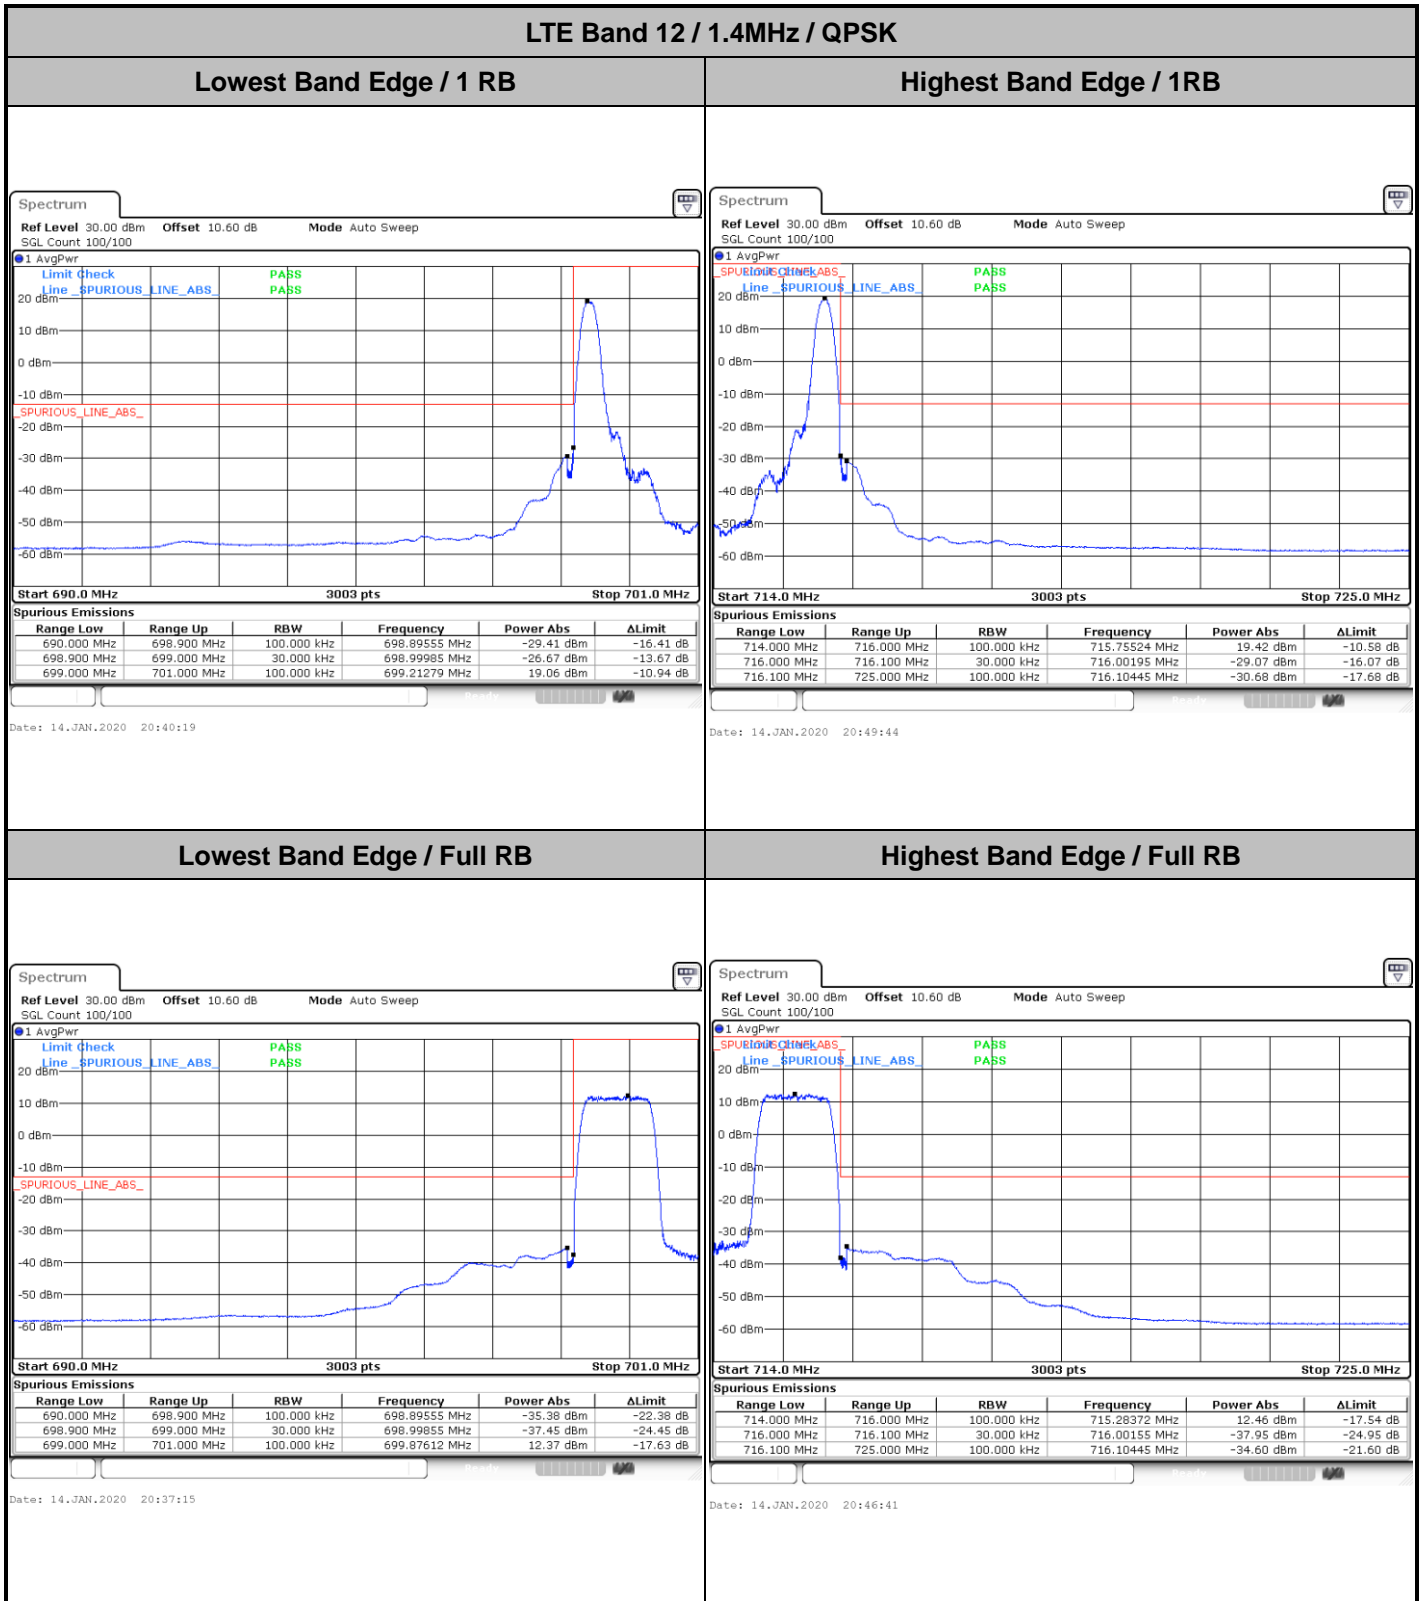 LTE Band 12 / 1.4MHz / QPSK
Lowest Band Edge / 1 RB
Highest Band Edge / 1RB
Spectrum
Ref Level 30.00 dBm Offset 10.60 dB Mode Auto Sweep
SGL Count 100/100
1 AvgPwr
Limit Check PASS
Line _SPURIOUS_LINE_ABS_ PASS
20 dBm
10 dBm
0 dBm
-10 dBm
_SPURIOUS_LINE_ABS_
-20 dBm
-30 dBm
-40 dBm
-50 dBm
-60 dBm
Start 690.0 MHz 3003 pts Stop 701.0 MHz
Spurious Emissions
Range Low Range Up RBW Frequency Power Abs ΔLimit
690.000 MHz 698.900 MHz 100.000 kHz 698.89555 MHz -29.41 dBm -16.41 dB
698.900 MHz 699.000 MHz 30.000 kHz 698.99985 MHz -26.67 dBm -13.67 dB
699.000 MHz 701.000 MHz 100.000 kHz 699.21279 MHz 19.06 dBm -10.94 dB
Ready
Date: 14.JAN.2020 20:40:19
Spectrum
Ref Level 30.00 dBm Offset 10.60 dB Mode Auto Sweep
SGL Count 100/100
1 AvgPwr
_SPURIOUS_LINE_ABS_
Limit Check PASS
Line _SPURIOUS_LINE_ABS_ PASS
20 dBm
10 dBm
0 dBm
-10 dBm
-20 dBm
-30 dBm
-40 dBm
-50 dBm
-60 dBm
Start 714.0 MHz 3003 pts Stop 725.0 MHz
Spurious Emissions
Range Low Range Up RBW Frequency Power Abs ΔLimit
714.000 MHz 716.000 MHz 100.000 kHz 715.75524 MHz 19.42 dBm -10.58 dB
716.000 MHz 716.100 MHz 30.000 kHz 716.00195 MHz -29.07 dBm -16.07 dB
716.100 MHz 725.000 MHz 100.000 kHz 716.10445 MHz -30.68 dBm -17.68 dB
Ready
Date: 14.JAN.2020 20:49:44
Lowest Band Edge / Full RB
Highest Band Edge / Full RB
Spectrum
Ref Level 30.00 dBm Offset 10.60 dB Mode Auto Sweep
SGL Count 100/100
1 AvgPwr
Limit Check PASS
Line _SPURIOUS_LINE_ABS_ PASS
20 dBm
10 dBm
0 dBm
-10 dBm
_SPURIOUS_LINE_ABS_
-20 dBm
-30 dBm
-40 dBm
-50 dBm
-60 dBm
Start 690.0 MHz 3003 pts Stop 701.0 MHz
Spurious Emissions
Range Low Range Up RBW Frequency Power Abs ΔLimit
690.000 MHz 698.900 MHz 100.000 kHz 698.89555 MHz -35.38 dBm -22.38 dB
698.900 MHz 699.000 MHz 30.000 kHz 698.99855 MHz -37.45 dBm -24.45 dB
699.000 MHz 701.000 MHz 100.000 kHz 699.87612 MHz 12.37 dBm -17.63 dB
Ready
Date: 14.JAN.2020 20:37:15
Spectrum
Ref Level 30.00 dBm Offset 10.60 dB Mode Auto Sweep
SGL Count 100/100
1 AvgPwr
_SPURIOUS_LINE_ABS_
Limit Check PASS
Line _SPURIOUS_LINE_ABS_ PASS
20 dBm
10 dBm
0 dBm
-10 dBm
-20 dBm
-30 dBm
-40 dBm
-50 dBm
-60 dBm
Start 714.0 MHz 3003 pts Stop 725.0 MHz
Spurious Emissions
Range Low Range Up RBW Frequency Power Abs ΔLimit
714.000 MHz 716.000 MHz 100.000 kHz 715.28372 MHz 12.46 dBm -17.54 dB
716.000 MHz 716.100 MHz 30.000 kHz 716.00155 MHz -37.95 dBm -24.95 dB
716.100 MHz 725.000 MHz 100.000 kHz 716.10445 MHz -34.60 dBm -21.60 dB
Ready
Date: 14.JAN.2020 20:46:41